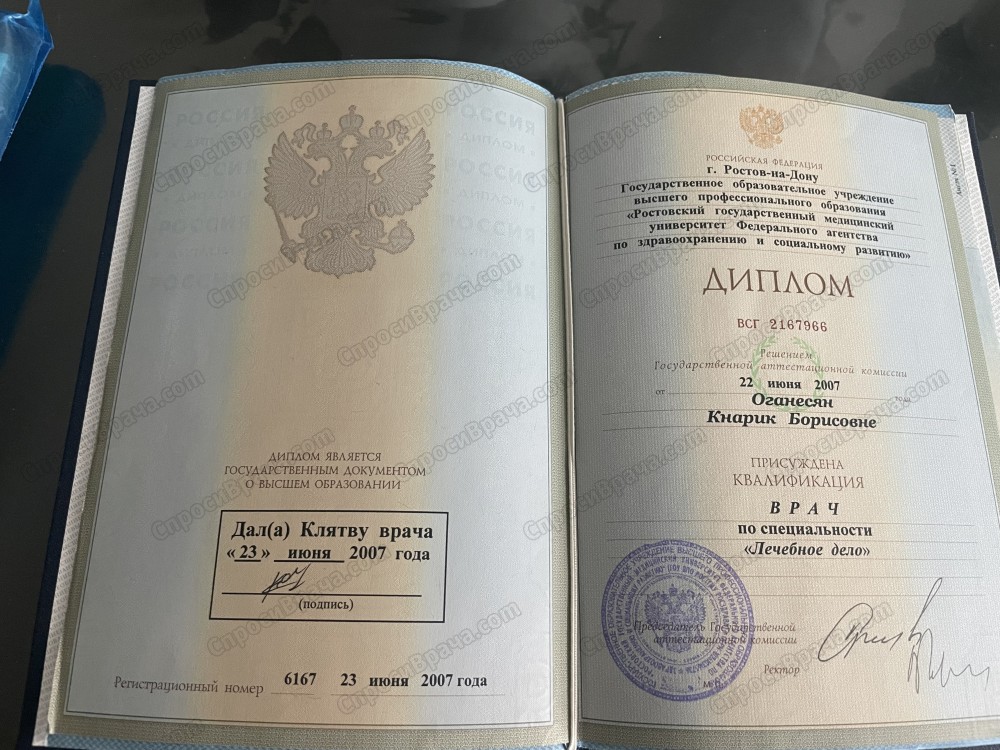 РОССИЯ
ДИПЛОМ ЯВЛЯЕТСЯ
ГОСУДАРСТВЕННЫМ ДОКУМЕНТОМ
О ВЫСШЕМ ОБРАЗОВАНИИ
Дал(а) Клятву врача
«23» июня 2007 года
(подпись)
Регистрационный номер 6167 23 июня 2007 года
РОССИЙСКАЯ ФЕДЕРАЦИЯ
г. Ростов-на-Дону
Государственное образовательное учреждение
высшего профессионального образования
«Ростовский государственный медицинский
университет Федерального агентства
по здравоохранению и социальному развитию»
ДИПЛОМ
ВСГ 2167966
Решением
Государственной аттестационной комиссии
от 22 июня 2007 года
Оганесян
Кнарик Борисовне
ПРИСУЖДЕНА
КВАЛИФИКАЦИЯ
ВРАЧ
по специальности
«Лечебное дело»
Председатель Государственной
аттестационной комиссии
Ректор
М.П.
СпросиВрача.com